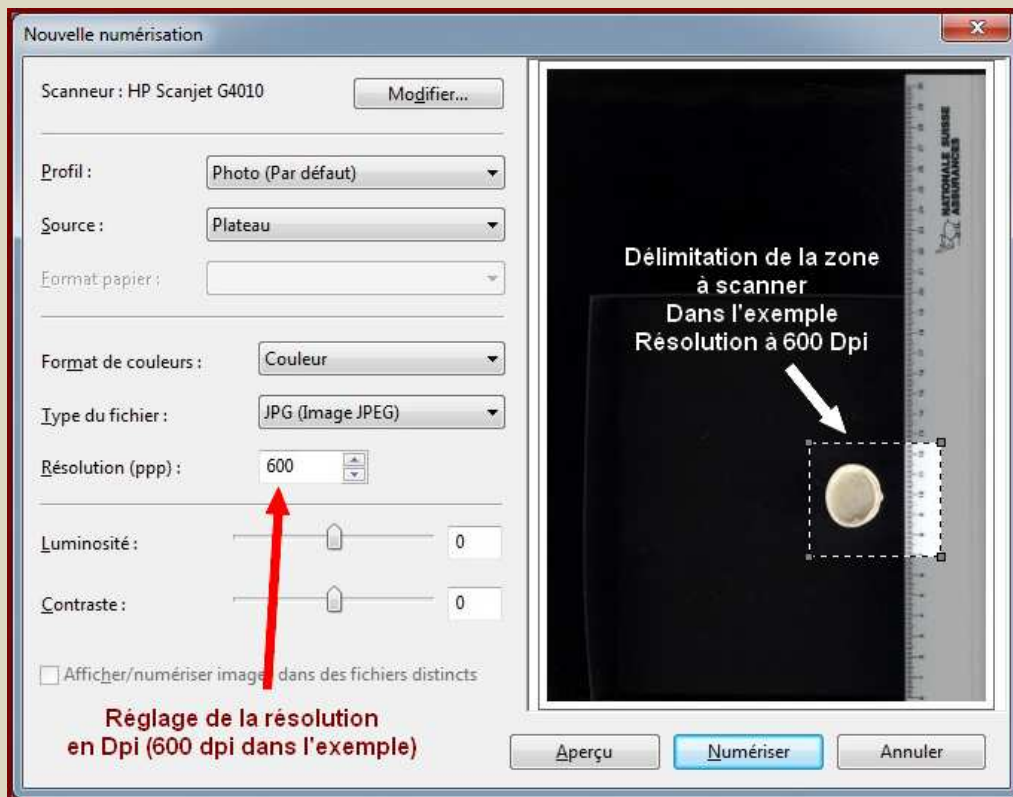 Nouvelle numérisation
Scanneur : HP Scanjet G4010
Modifier...
Profil :
Photo (Par défaut)
Source :
Plateau
Format papier :
Format de couleurs :
Couleur
Type du fichier :
JPG (Image JPEG)
Résolution (ppp) :
600
Luminosité :
0
Contraste :
0
Afficher/numériser images dans des fichiers distincts
Réglage de la résolution
en Dpi (600 dpi dans l'exemple)
NATIONALE SUISSE
ASSURANCES
Délimitation de la zone
à scanner
Dans l'exemple
Résolution à 600 Dpi
Aperçu
Numériser
Annuler